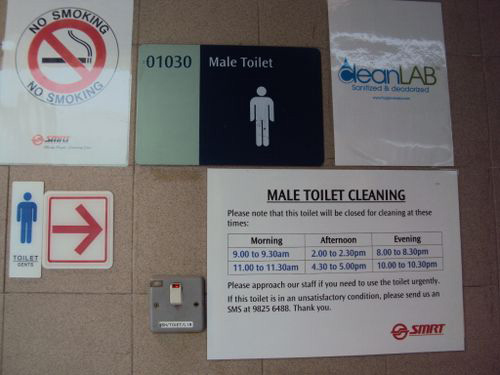 NO SMOKING
NO SMOKING
SMRT
01030 Male Toilet
cleanLAB
Sanitized & deodorized
TOILET
GENTS
MALE TOILET CLEANING
Please note that this toilet will be closed for cleaning at these
times:
Morning Afternoon Evening
9.00 to 9.30am 2.00 to 2.30pm 8.00 to 8.30pm
11.00 to 11.30am 4.30 to 5.00pm 10.00 to 10.30pm
Please approach our staff if you need to use the toilet urgently.
If this toilet is in an unsatisfactory condition, please send us an
SMS at 9825 6488. Thank you.
SMRT